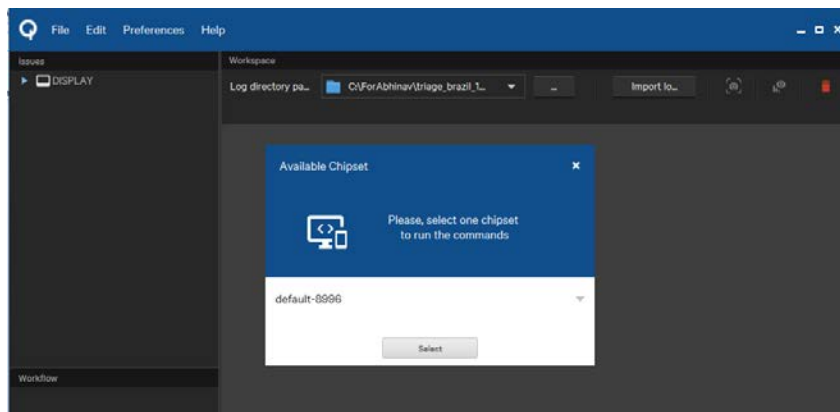 File Edit Preferences Help
Issues
DISPLAY
Workspace
Log directory pa... C:\ForAbhinav\triage_brazil_1... ... Import lo...
Available Chipset
Please, select one chipset
to run the commands
default-8996
Select
Workflow